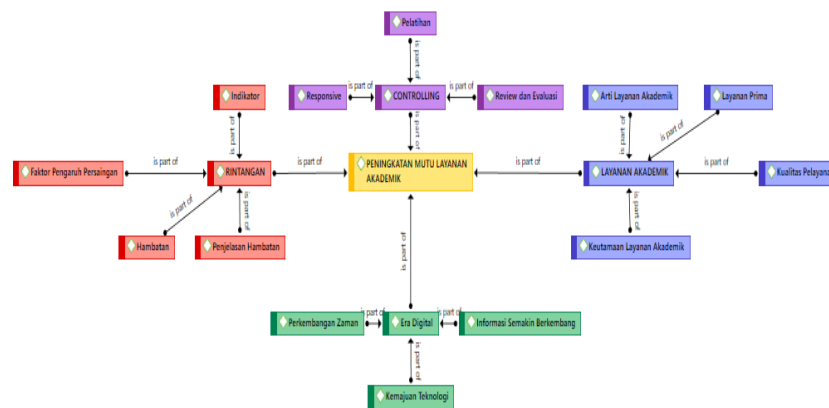 Pelatihan
is part of
Responsive
is part of
CONTROLLING
is part of
Review dan Evaluasi
is part of
Indikator
is part of
Faktor Pengaruh Persaingan
is part of
RINTANGAN
is part of
is part of
Hambatan
is part of
Penjelasan Hambatan
PENINGKATAN MUTU LAYANAN
AKADEMIK
Arti Layanan Akademik
is part of
Layanan Prima
is part of
is part of
LAYANAN AKADEMIK
is part of
Kualitas Pelayana
is part of
Keutamaan Layanan Akademik
is part of
Perkembangan Zaman
is part of
Era Digital
is part of
Informasi Semakin Berkembang
is part of
Kemajuan Teknologi